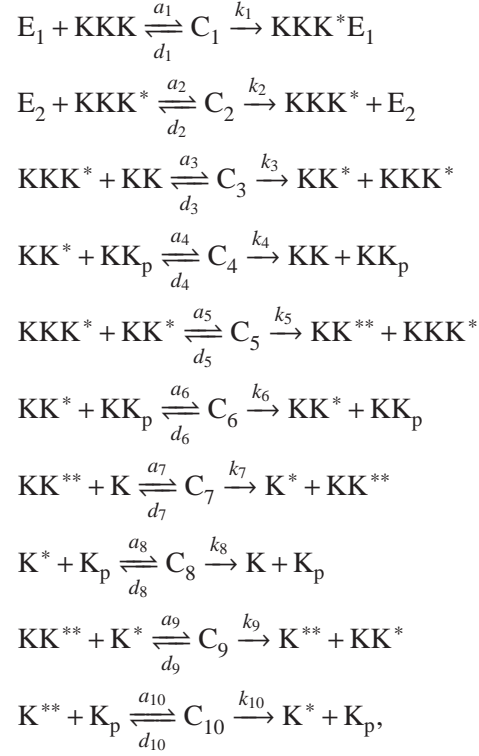 E₁ + KKK ⇌ (a₁ / d₁) C₁ → (k₁) KKK*E₁
E₂ + KKK* ⇌ (a₂ / d₂) C₂ → (k₂) KKK* + E₂
KKK* + KK ⇌ (a₃ / d₃) C₃ → (k₃) KK* + KKK*
KK* + KKₚ ⇌ (a₄ / d₄) C₄ → (k₄) KK + KKₚ
KKK* + KK* ⇌ (a₅ / d₅) C₅ → (k₅) KK** + KKK*
KK* + KKₚ ⇌ (a₆ / d₆) C₆ → (k₆) KK* + KKₚ
KK** + K ⇌ (a₇ / d₇) C₇ → (k₇) K* + KK**
K* + Kₚ ⇌ (a₈ / d₈) C₈ → (k₈) K + Kₚ
KK** + K* ⇌ (a₉ / d₉) C₉ → (k₉) K** + KK*
K** + Kₚ ⇌ (a₁₀ / d₁₀) C₁₀ → (k₁₀) K* + Kₚ,